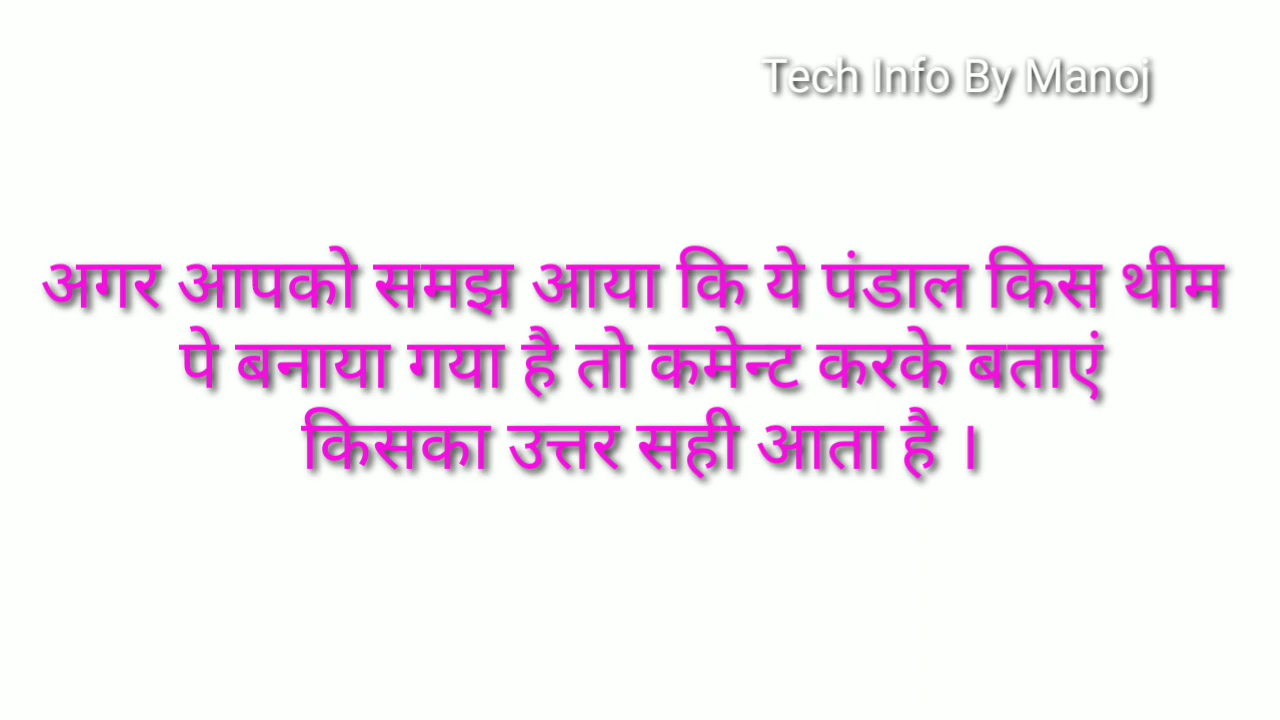 Tech Info By Manoj
अगर आपको समझ आया कि ये पंडाल किस थीम
पे बनाया गया है तो कमेन्ट करके बताएं
किसका उत्तर सही आता है ।